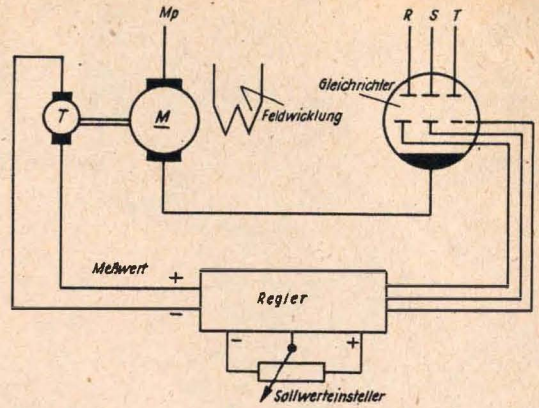 Mp
R S T
Gleichrichter
T
M
Feldwicklung
Meßwert
+
Regler
-
- +
Sollwerteinsteller